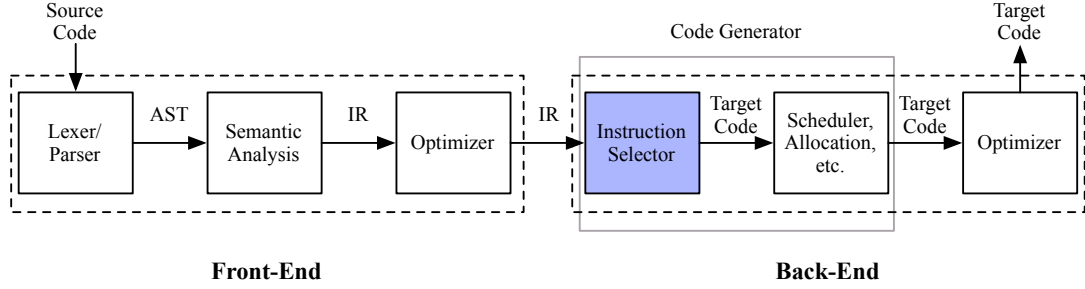 Source
Code
Target
Code
Code Generator
Lexer/
Parser
AST
Semantic
Analysis
IR
Optimizer
IR
Instruction
Selector
Target
Code
Scheduler,
Allocation,
etc.
Target
Code
Optimizer
Front-End
Back-End